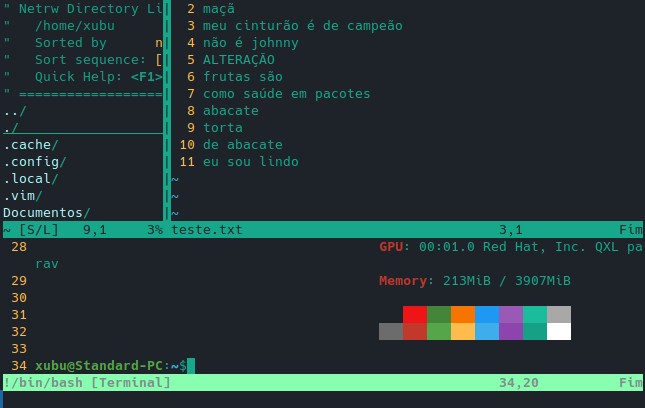 " Netrw Directory Li
"   /home/xubu
"   Sorted by      n
"   Sort sequence: [
"   Quick Help: <F1>
" ==================
../
./
.cache/
.config/
.local/
.vim/
Documentos/
~ [S/L]   9,1     3%
2 maçã
3 meu cinturão é de campeão
4 não é johnny
5 ALTERAÇÃO
6 frutas são
7 como saúde em pacotes
8 abacate
9 torta
10 de abacate
11 eu sou lindo
~
~
~
teste.txt 3,1 Fim
28 GPU: 00:01.0 Red Hat, Inc. QXL pa
rav
29 Memory: 213MiB / 3907MiB
30
31
32
33
34 xubu@Standard-PC:~$
!/bin/bash [Terminal] 34,20 Fim